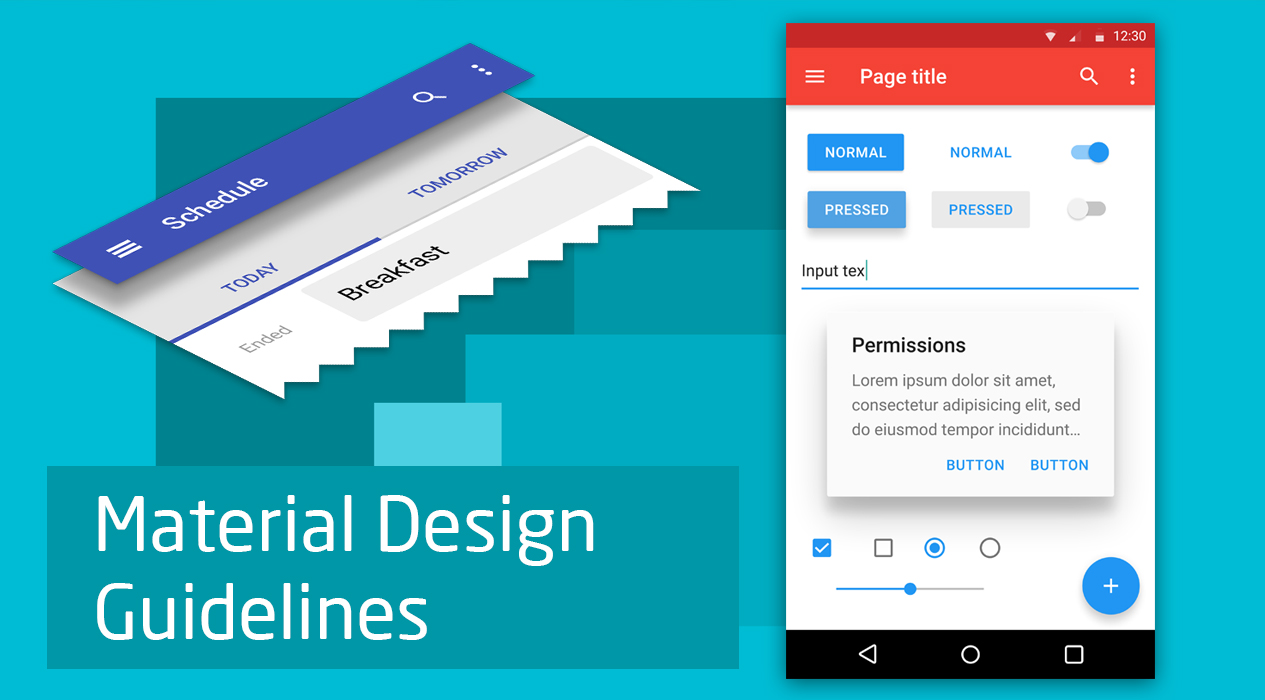 Schedule
TODAY
TOMORROW
Ended
Breakfast
Material Design
Guidelines
12:30
Page title
NORMAL
NORMAL
PRESSED
PRESSED
Input tex
Permissions
Lorem ipsum dolor sit amet,
consectetur adipisicing elit, sed
do eiusmod tempor incididunt...
BUTTON BUTTON